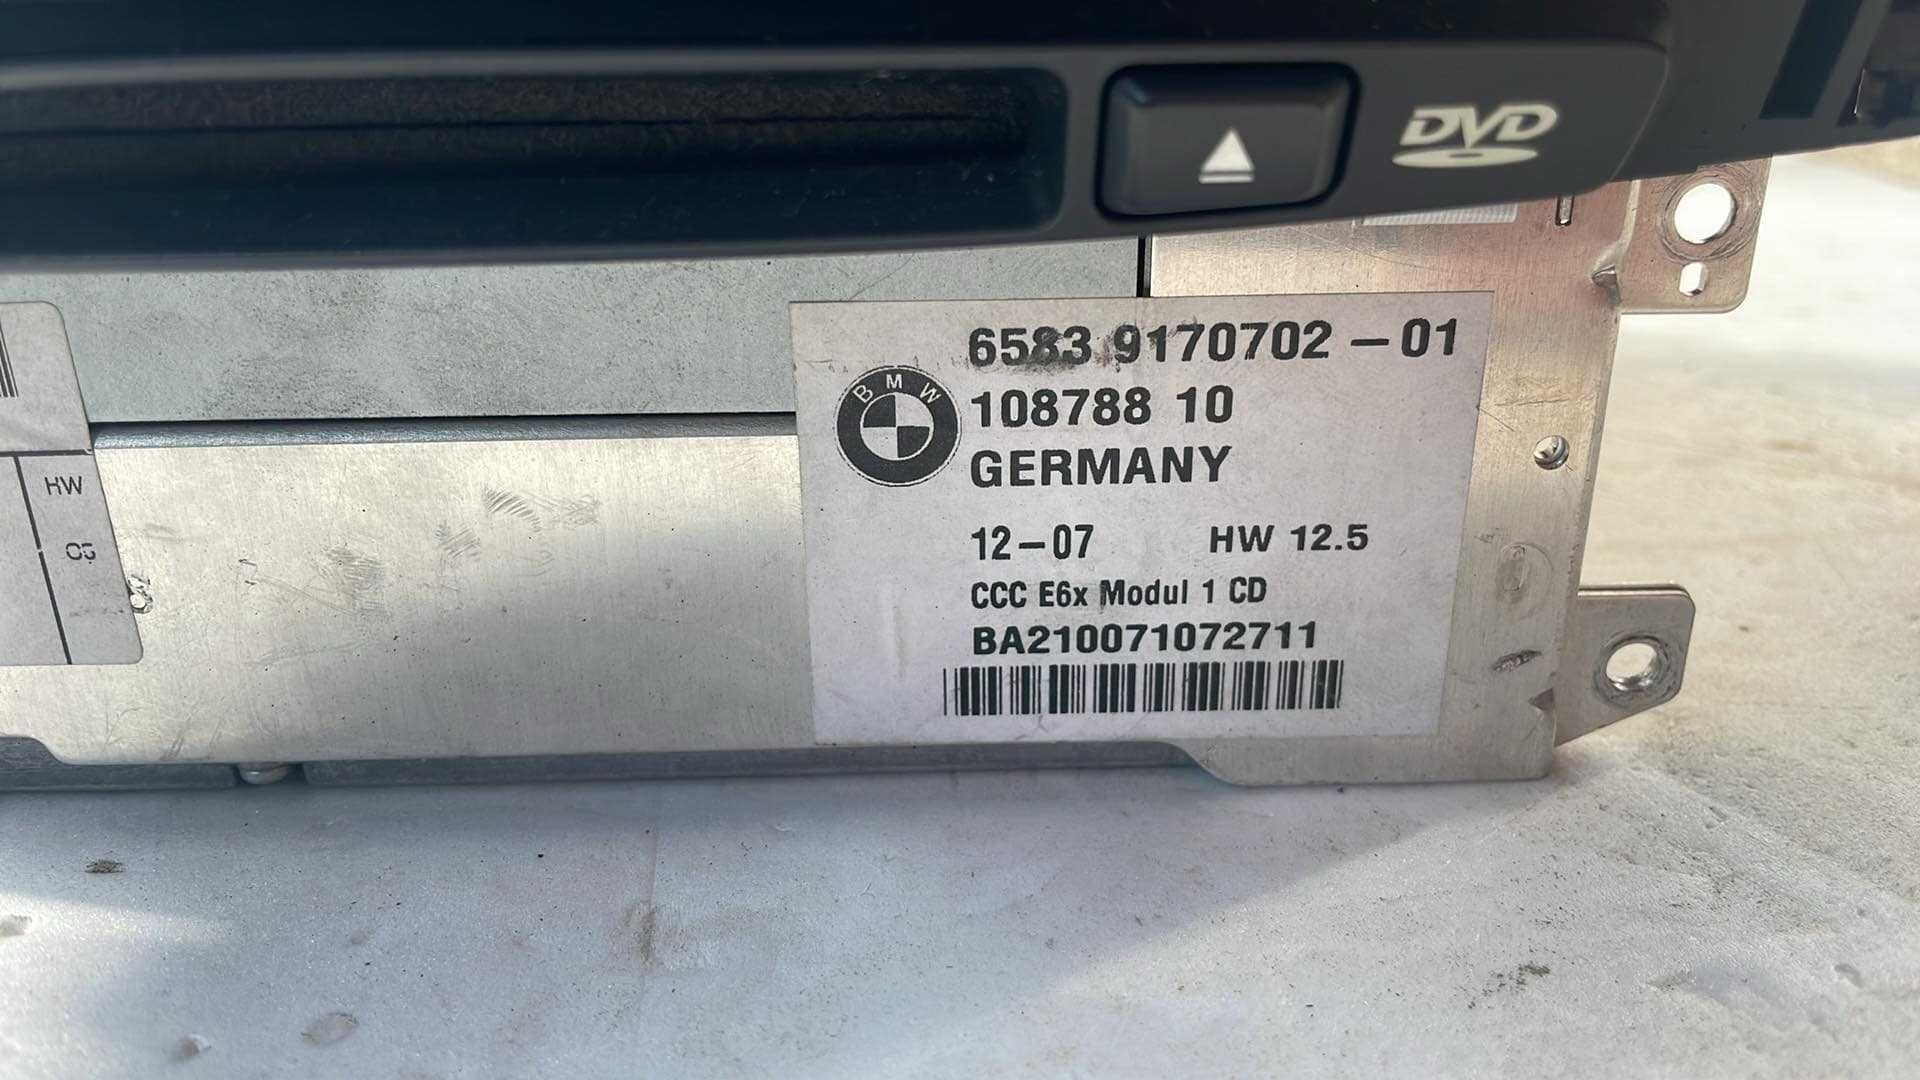 DVD
6583 9170702-01
BMW
108788 10
GERMANY
HW
12-07 HW 12.5
05
CCC E6x Modul 1 CD
BA210071072711